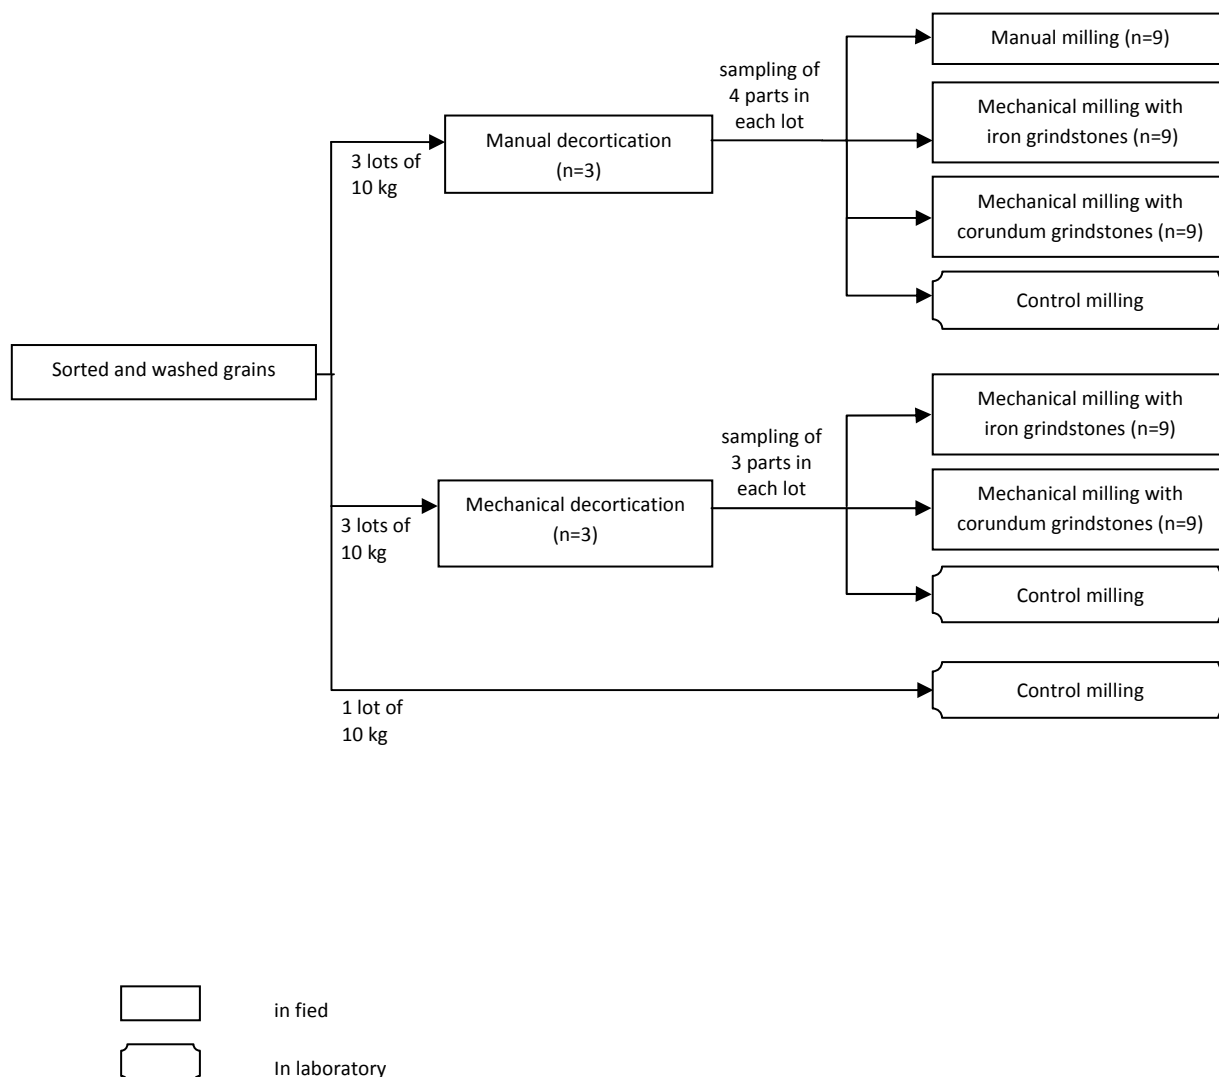 Manual milling (n=9)
sampling of
4 parts in
each lot
Mechanical milling with
iron grindstones (n=9)
Manual decortication
(n=3)
3 lots of
10 kg
Mechanical milling with
corundum grindstones (n=9)
Control milling
Sorted and washed grains
Mechanical milling with
iron grindstones (n=9)
sampling of
3 parts in
each lot
Mechanical decortication
(n=3)
3 lots of
10 kg
Mechanical milling with
corundum grindstones (n=9)
Control milling
Control milling
1 lot of
10 kg
in fied
In laboratory